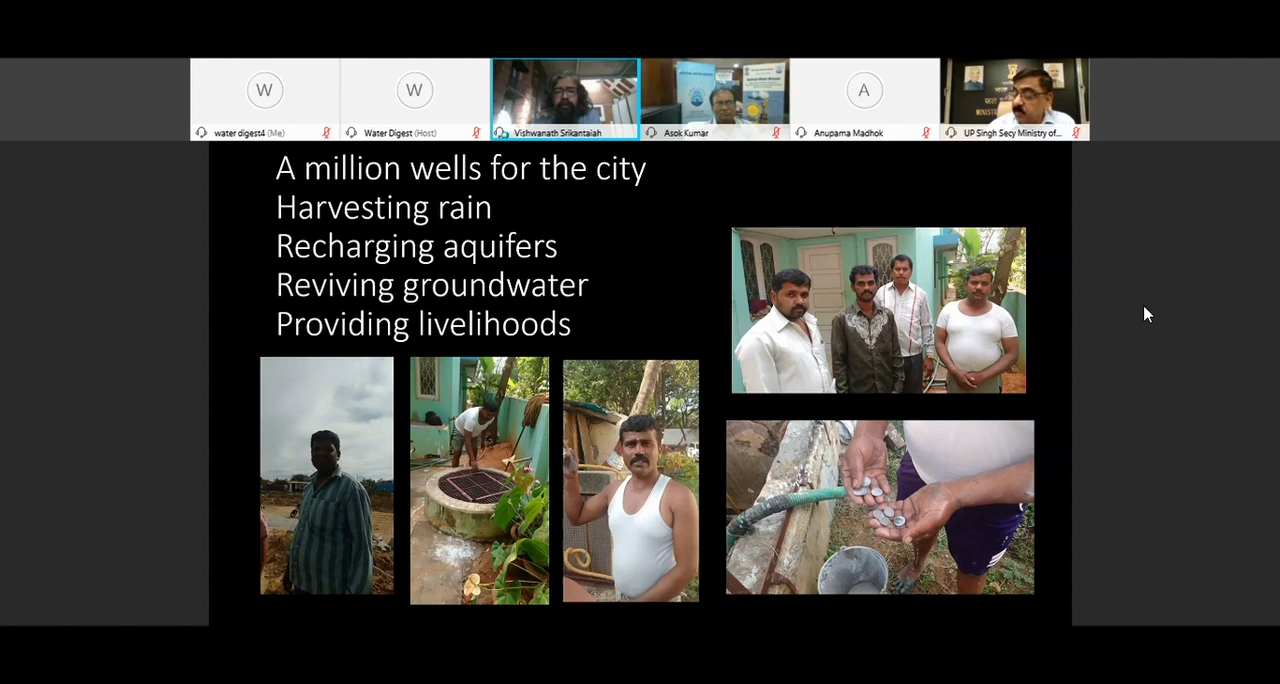 W
W
A
water digest4 (Me)
Water Digest (Host)
Vishwanath Srikantaiah
Asok Kumar
Anupama Madhok
UP Singh Secy Ministry of...
A million wells for the city
Harvesting rain
Recharging aquifers
Reviving groundwater
Providing livelihoods